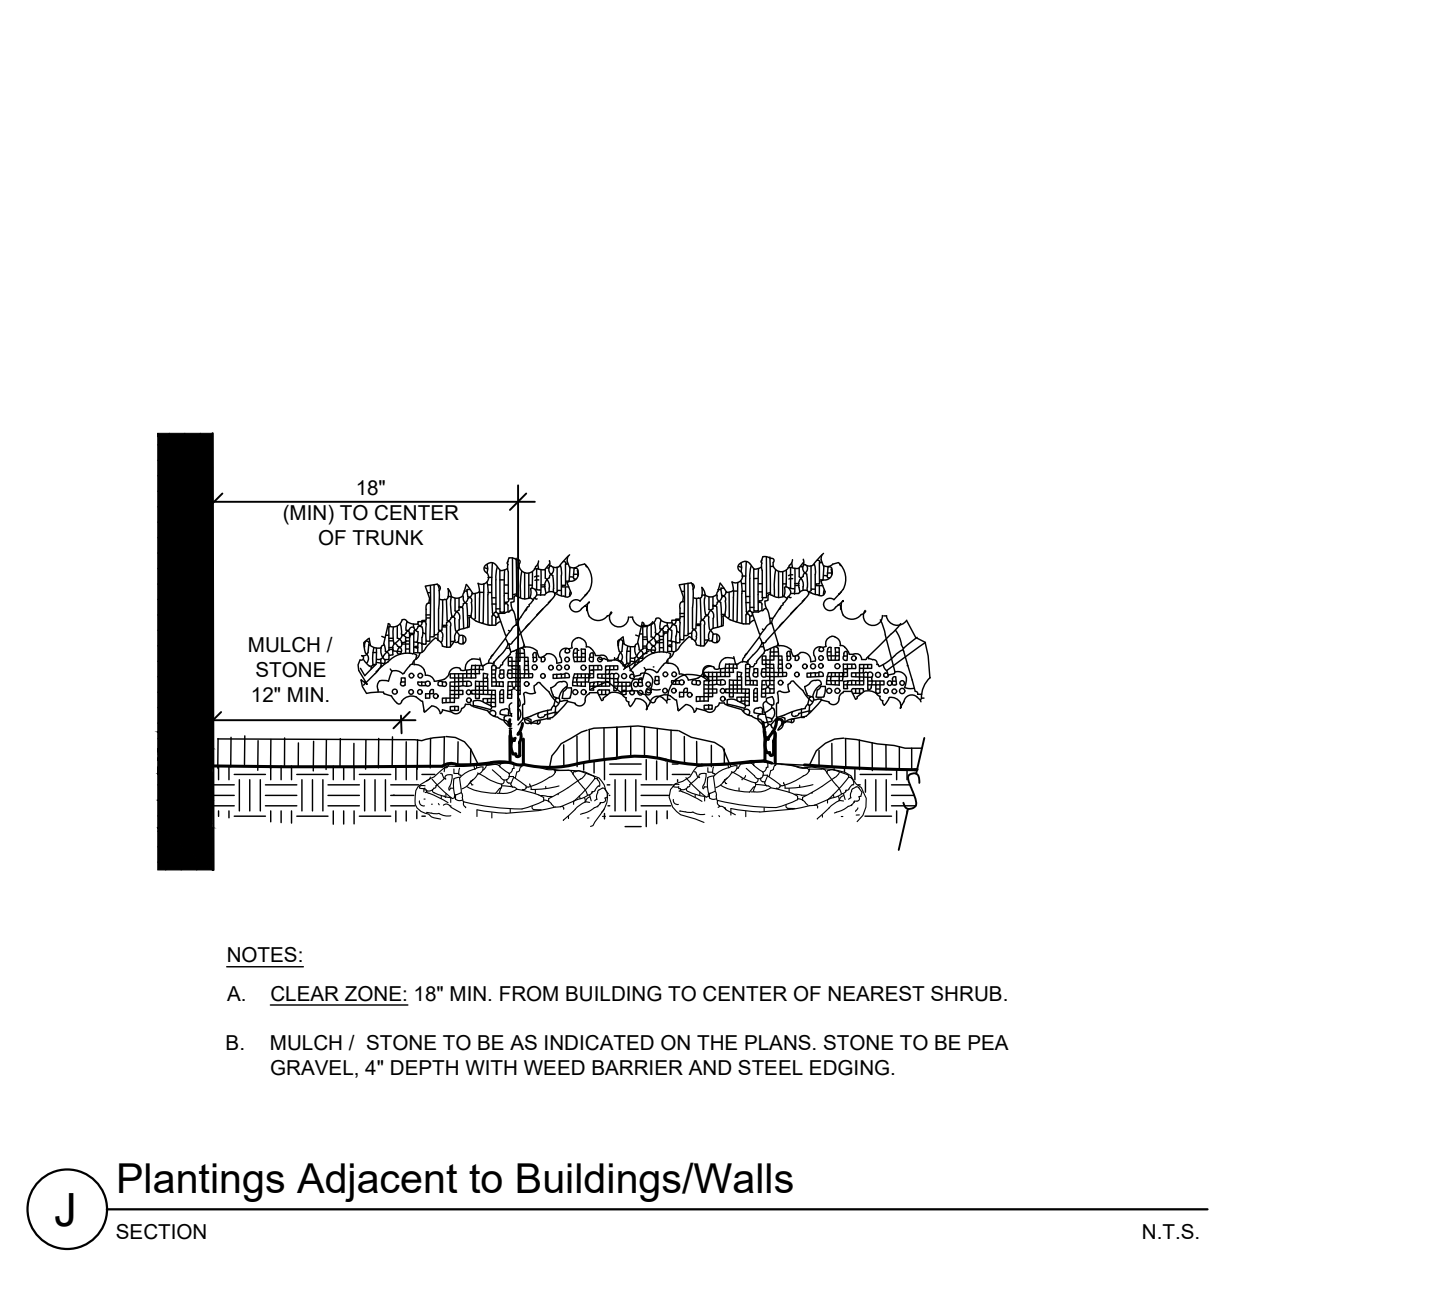 18"
(MIN) TO CENTER
OF TRUNK
MULCH /
STONE
12" MIN.
NOTES:
A. CLEAR ZONE: 18" MIN. FROM BUILDING TO CENTER OF NEAREST SHRUB.
B. MULCH / STONE TO BE AS INDICATED ON THE PLANS. STONE TO BE PEA
GRAVEL, 4" DEPTH WITH WEED BARRIER AND STEEL EDGING.
J
Plantings Adjacent to Buildings/Walls
SECTION
N.T.S.